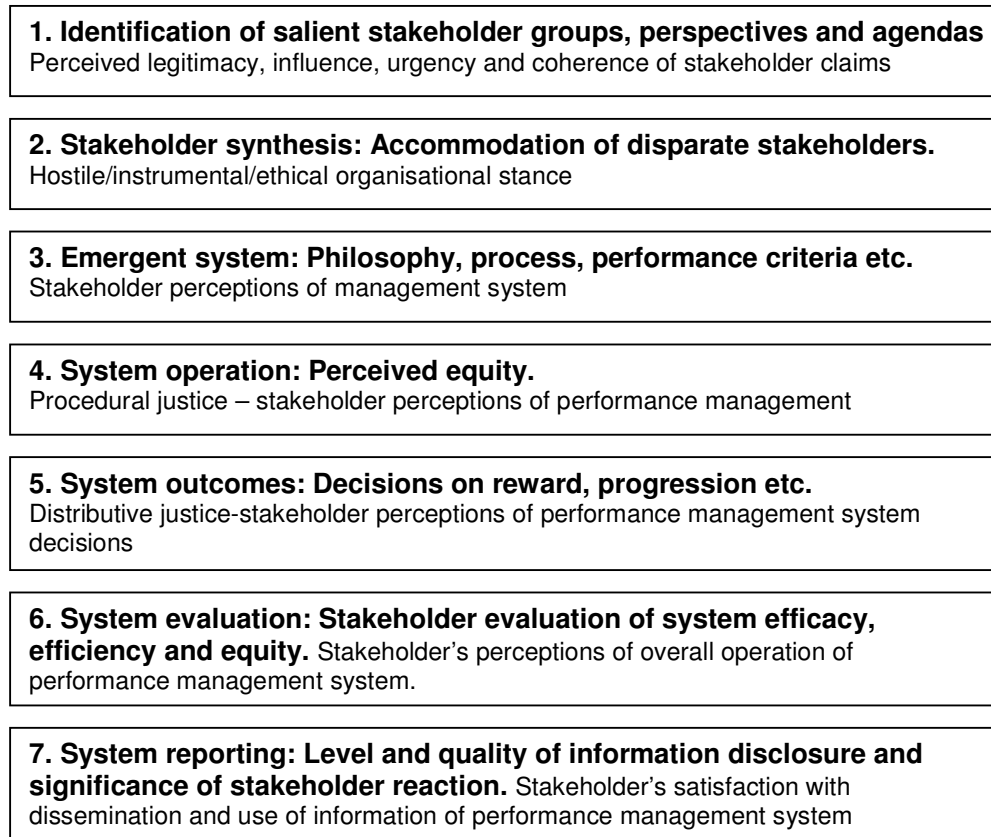 1. Identification of salient stakeholder groups, perspectives and agendas
Perceived legitimacy, influence, urgency and coherence of stakeholder claims
2. Stakeholder synthesis: Accommodation of disparate stakeholders.
Hostile/instrumental/ethical organisational stance
3. Emergent system: Philosophy, process, performance criteria etc.
Stakeholder perceptions of management system
4. System operation: Perceived equity.
Procedural justice – stakeholder perceptions of performance management
5. System outcomes: Decisions on reward, progression etc.
Distributive justice-stakeholder perceptions of performance management system
decisions
6. System evaluation: Stakeholder evaluation of system efficacy,
efficiency and equity. Stakeholder’s perceptions of overall operation of
performance management system.
7. System reporting: Level and quality of information disclosure and
significance of stakeholder reaction. Stakeholder’s satisfaction with
dissemination and use of information of performance management system